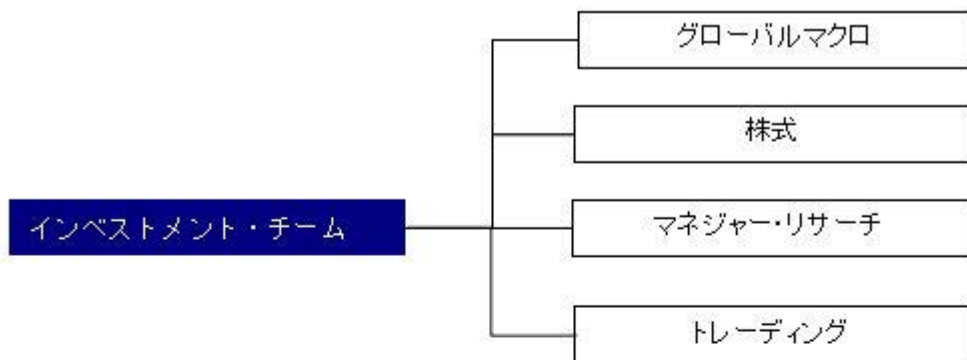 グローバルマクロ
株式
インベストメント・チーム
マネジャー・リサーチ
トレーディング